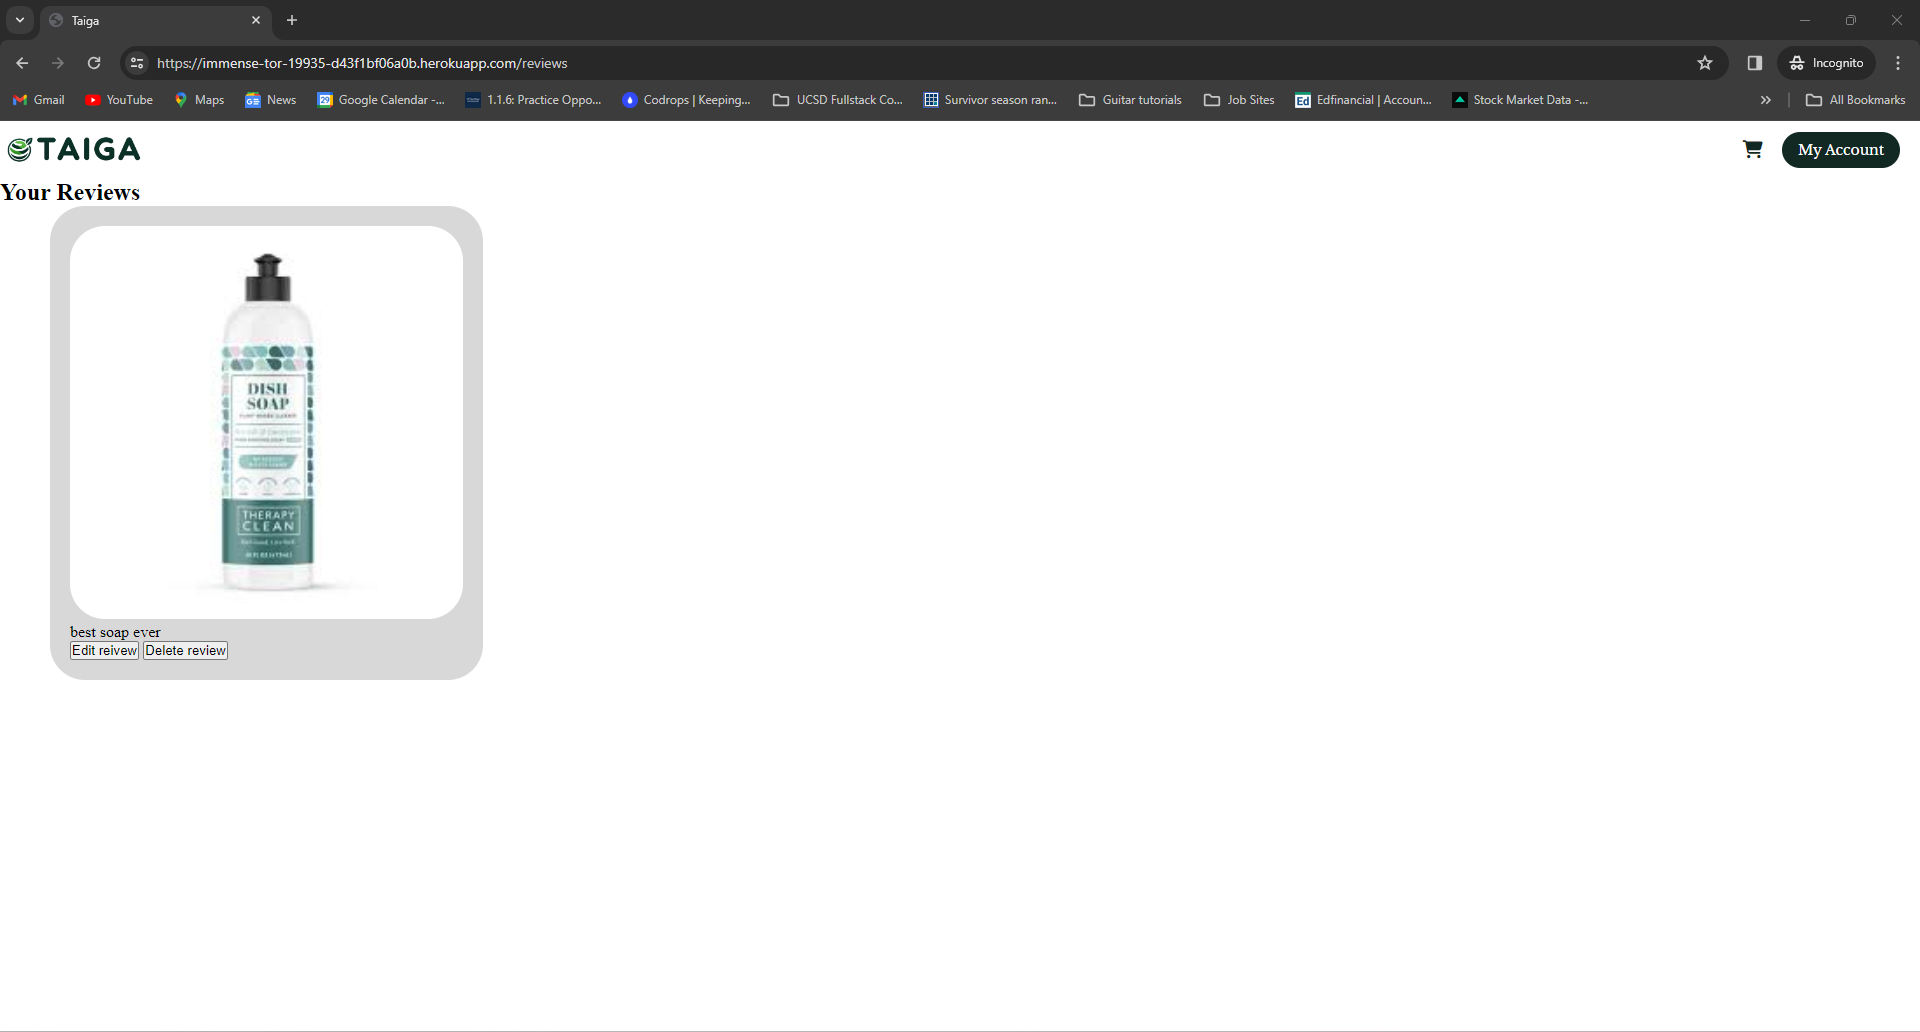 Taiga
https://immense-tor-19935-d43f1bf06a0b.herokuapp.com/reviews
Incognito
Gmail
YouTube
Maps
News
Google Calendar -...
1.1.6: Practice Oppo...
Codrops | Keeping...
UCSD Fullstack Co...
Survivor season ran...
Guitar tutorials
Job Sites
Edfinancial | Accoun...
Stock Market Data -...
All Bookmarks
TAIGA
My Account
Your Reviews
DISH
SOAP
THERAPY
CLEAN
best soap ever
Edit reivew
Delete review